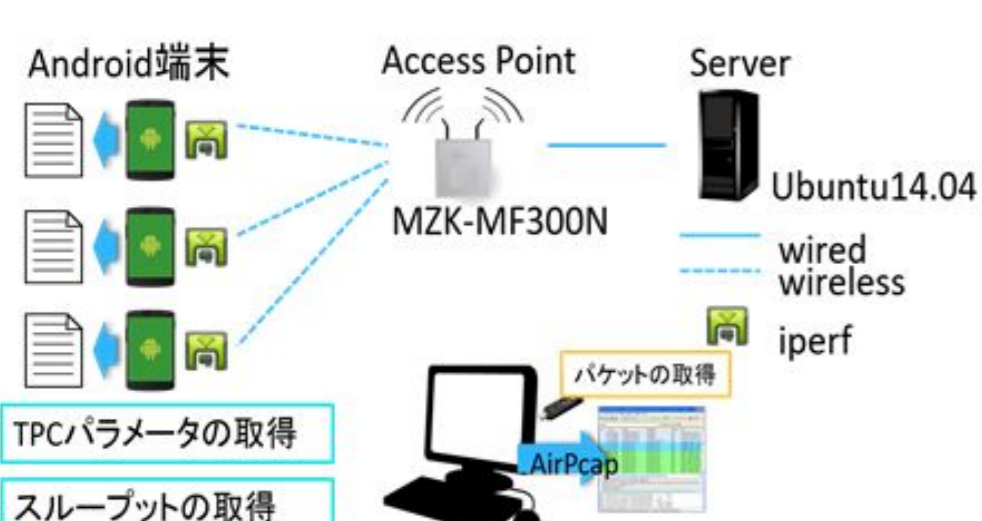 Android端末
Access Point
Server
MZK-MF300N
Ubuntu14.04
wired
wireless
iperf
パケットの取得
AirPcap
TPCパラメータの取得
スループットの取得